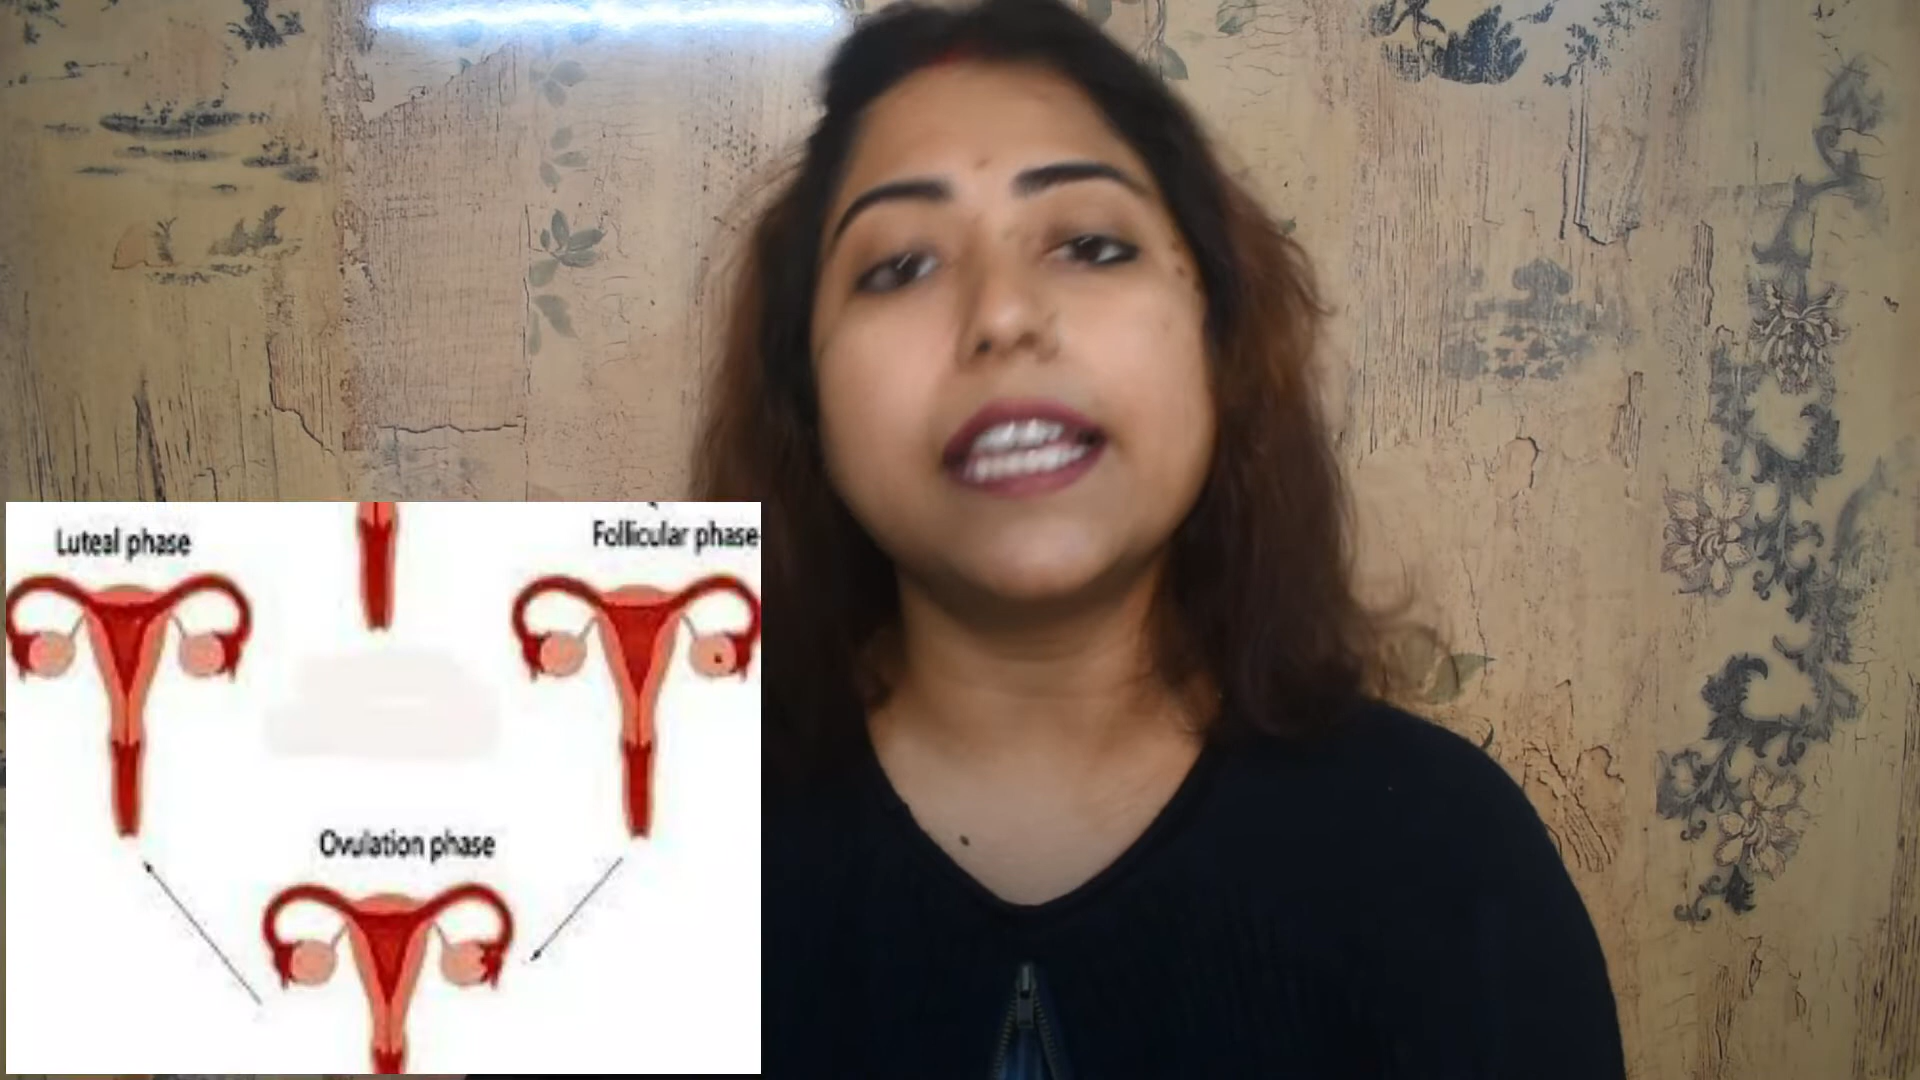 Luteal phase
Follicular phase
Ovulation phase